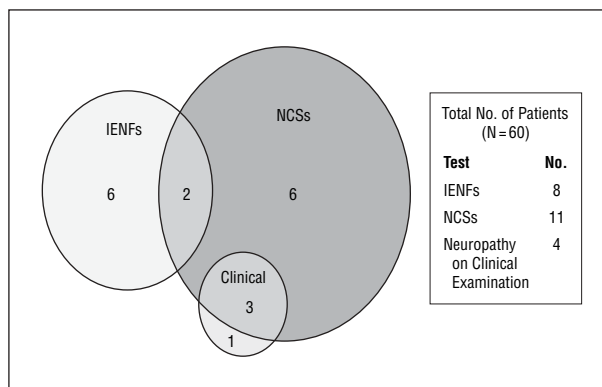 IENFs
NCSs
6
2
6
Clinical
3
1
Total No. of Patients
(N=60)
Test No.
IENFs 8
NCSs 11
Neuropathy 4
on Clinical
Examination